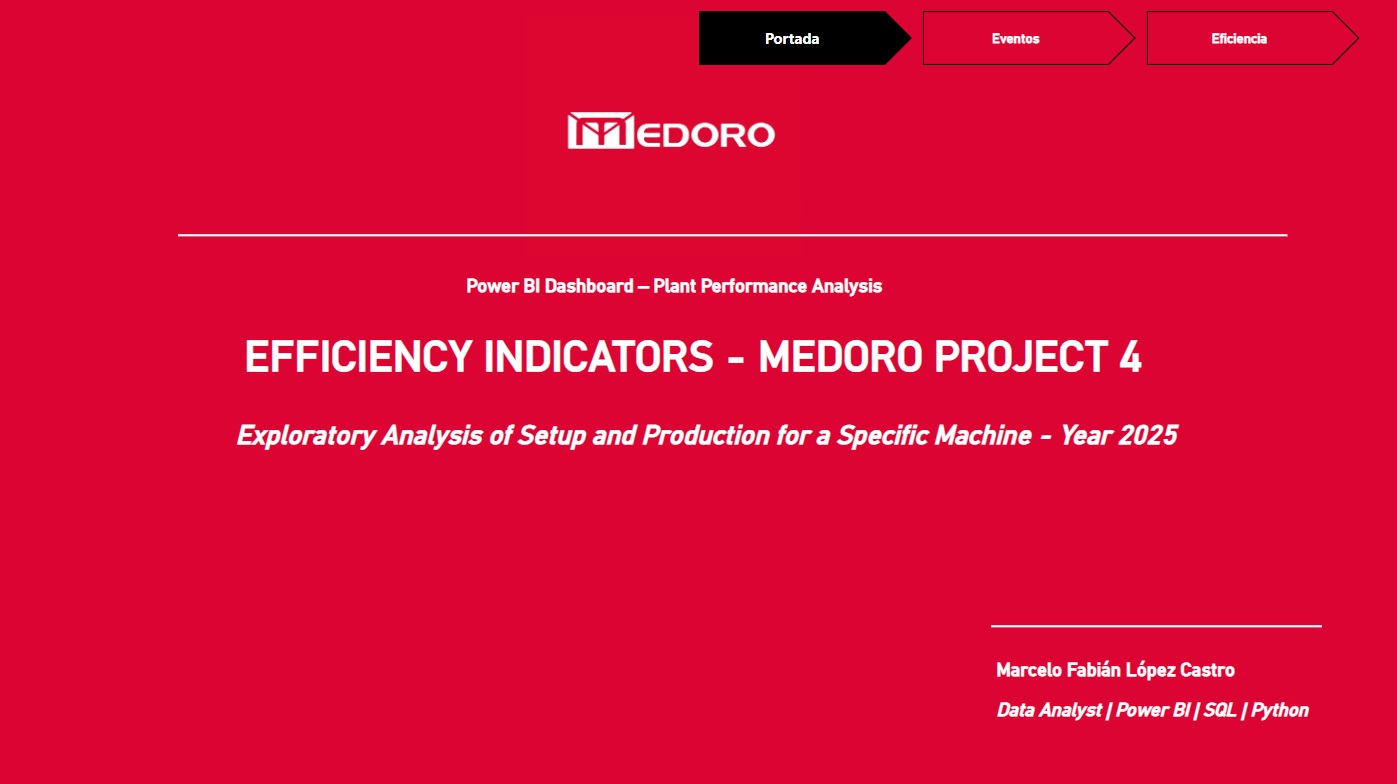 Portada
Eventos
Eficiencia
MEDORO
Power BI Dashboard – Plant Performance Analysis
EFFICIENCY INDICATORS - MEDORO PROJECT 4
Exploratory Analysis of Setup and Production for a Specific Machine - Year 2025
Marcelo Fabián López Castro
Data Analyst | Power BI | SQL | Python